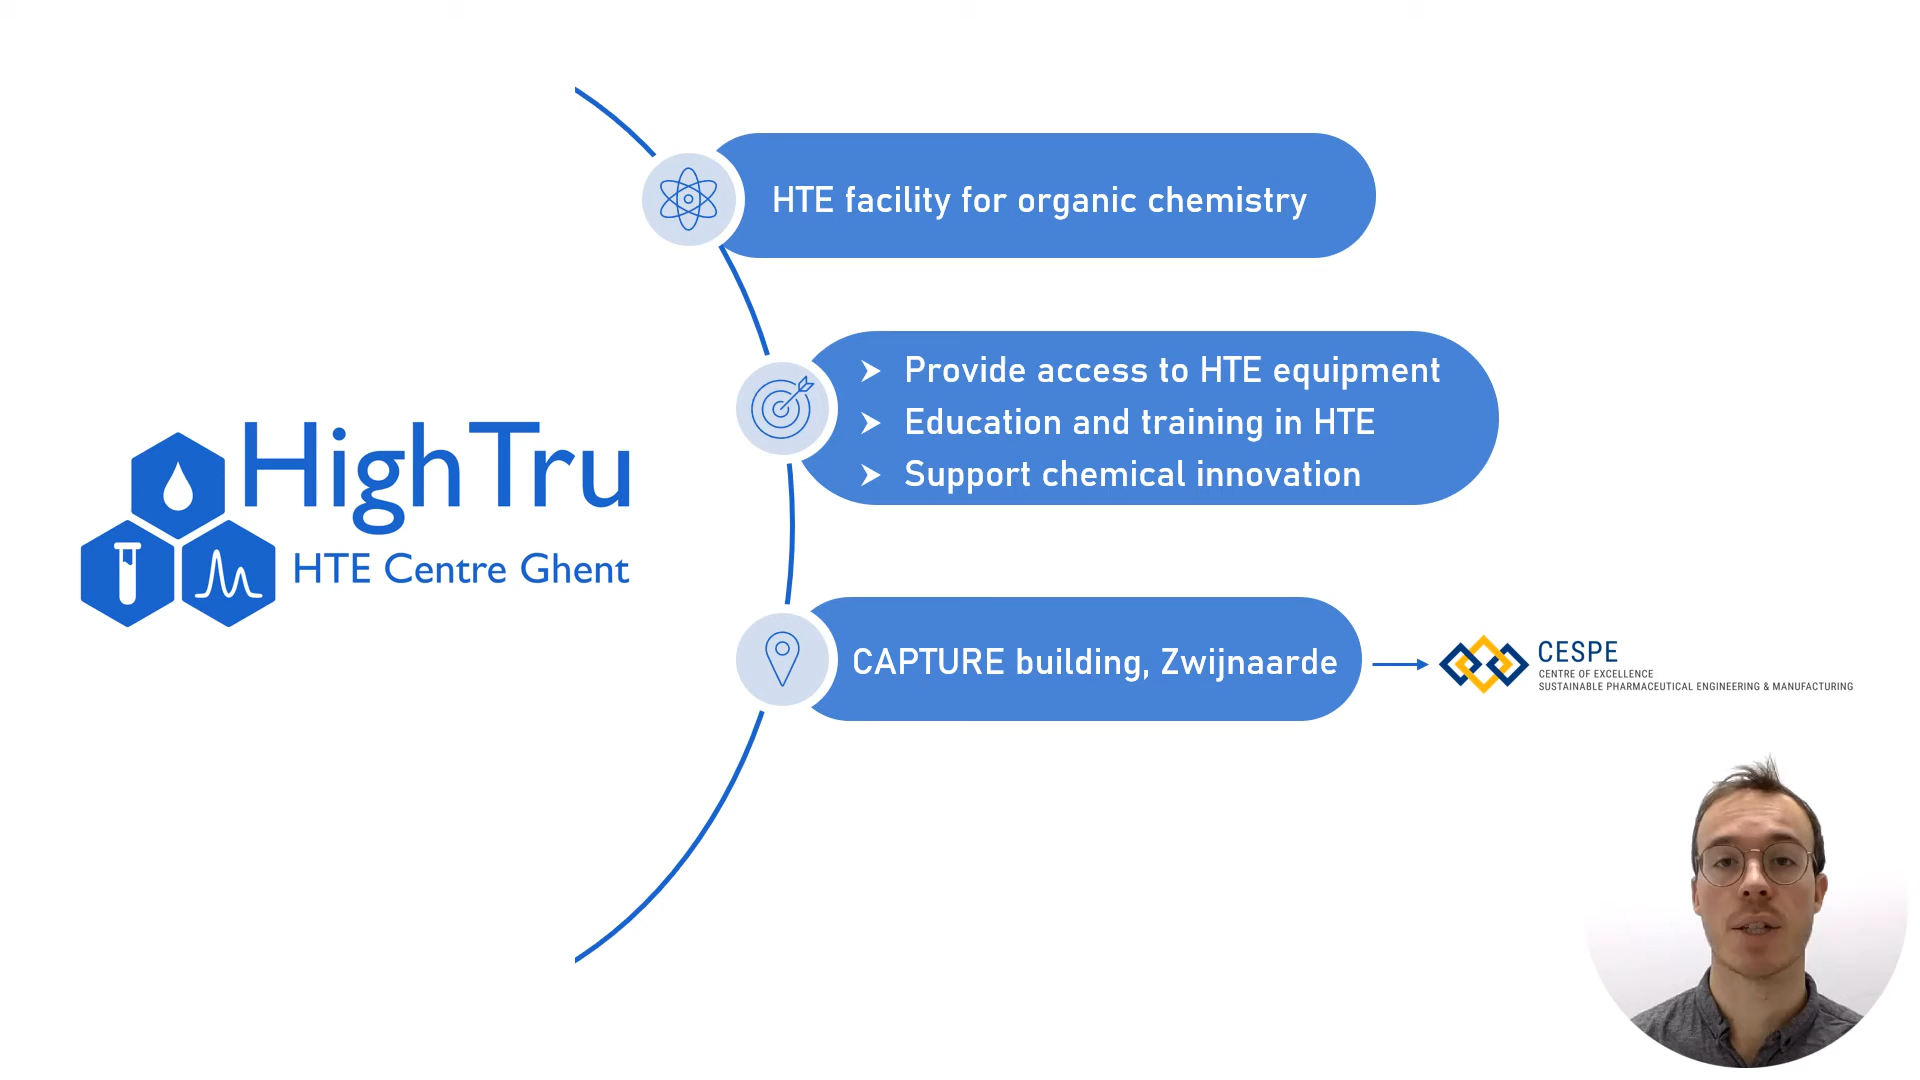 HTE facility for organic chemistry
Provide access to HTE equipment
Education and training in HTE
Support chemical innovation
HighTru
HTE Centre Ghent
CAPTURE building, Zwijnaarde
CESPE
CENTRE OF EXCELLENCE
SUSTAINABLE PHARMACEUTICAL ENGINEERING & MANUFACTURING